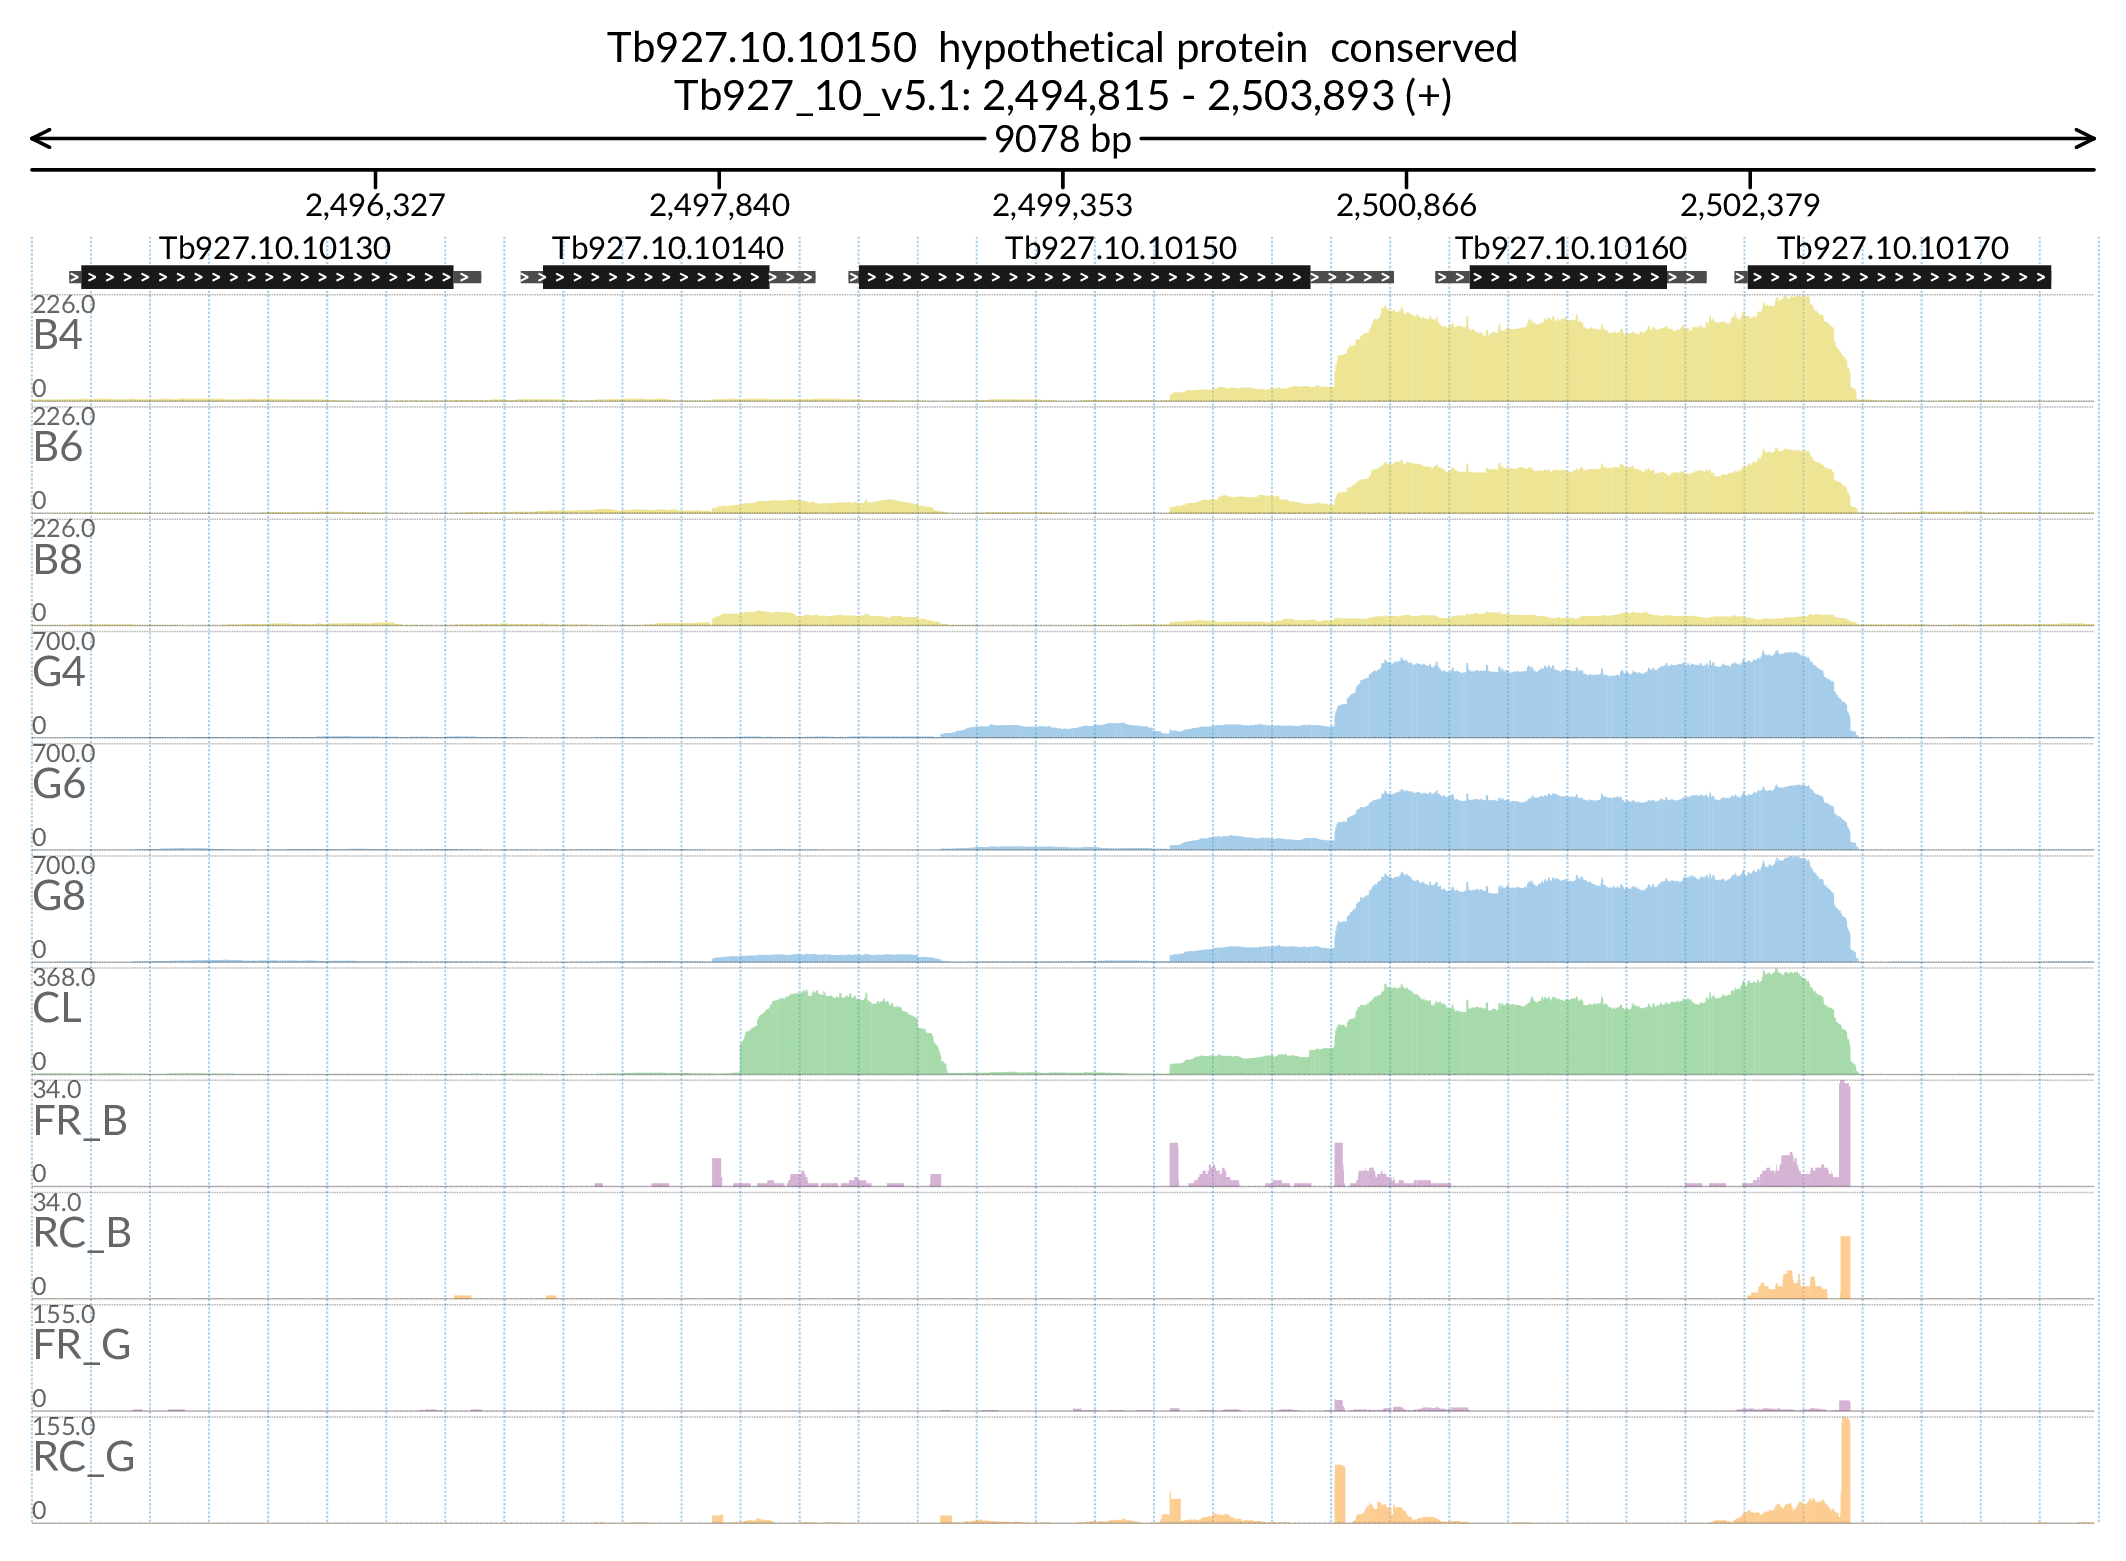 Tb927.10.10150 hypothetical protein conserved
Tb927_10_v5.1: 2,494,815 - 2,503,893 (+)
9078 bp
2,496,327 2,497,840 2,499,353 2,500,866 2,502,379
Tb927.10.10130 Tb927.10.10140 Tb927.10.10150 Tb927.10.10160 Tb927.10.10170
226.0
B4
0
226.0
B6
0
226.0
B8
0
700.0
G4
0
700.0
G6
0
700.0
G8
0
368.0
CL
0
34.0
FR_B
0
34.0
RC_B
0
155.0
FR_G
0
155.0
RC_G
0